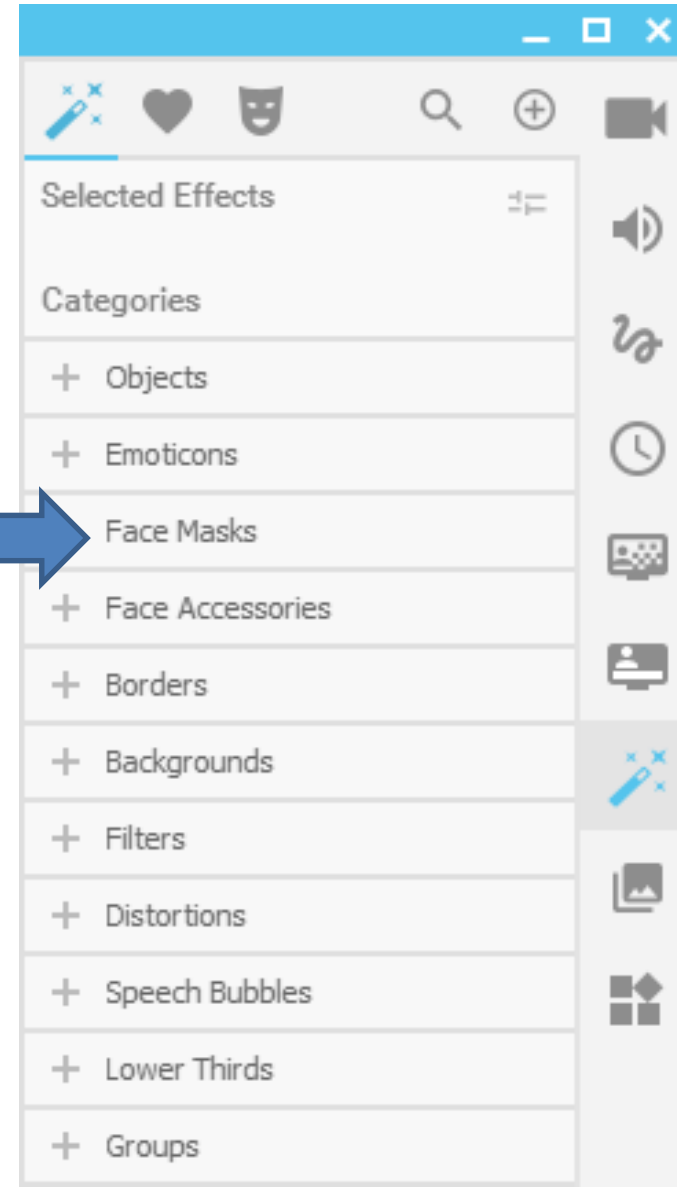 Selected Effects
Categories
+ Objects
+ Emoticons
Face Masks
+ Face Accessories
+ Borders
+ Backgrounds
+ Filters
+ Distortions
+ Speech Bubbles
+ Lower Thirds
+ Groups